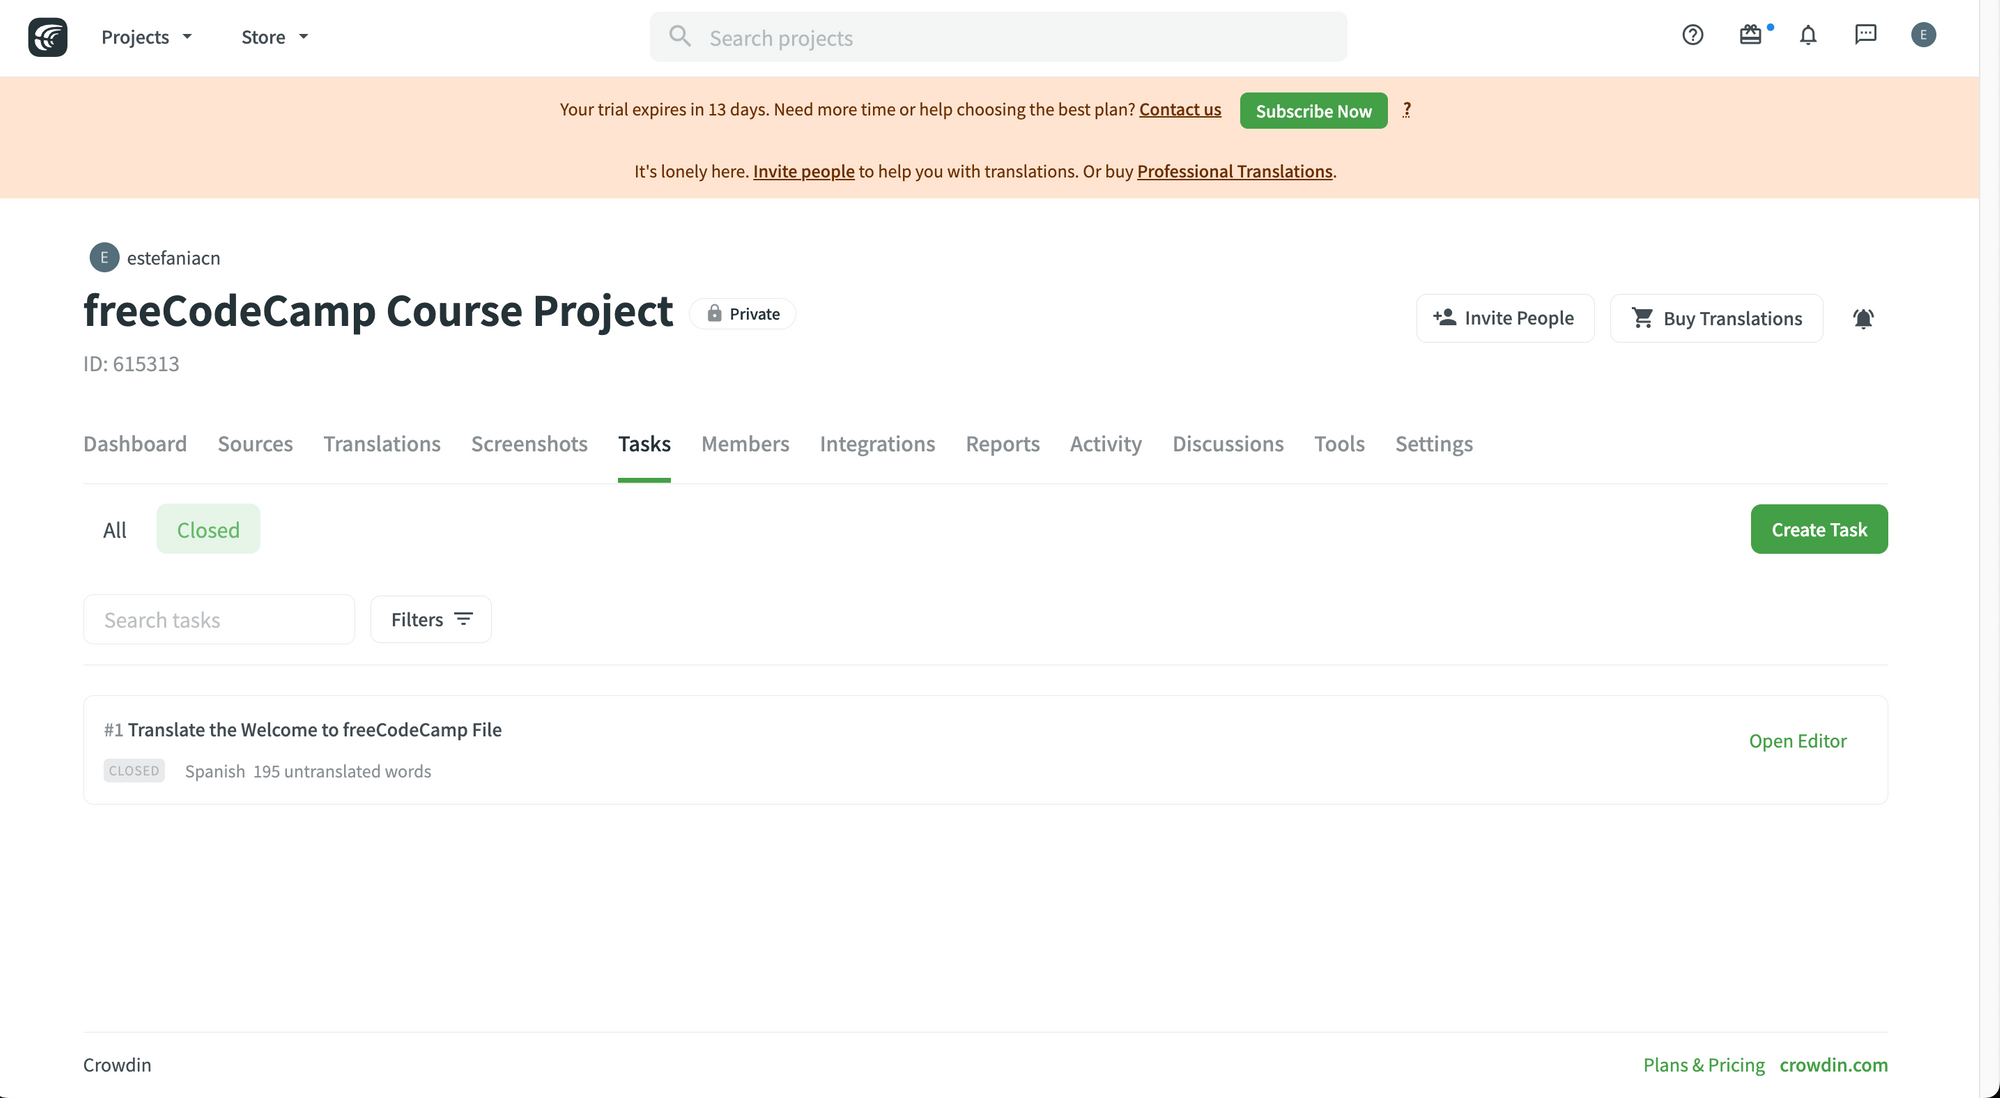 Projects Store Search projects E
Your trial expires in 13 days. Need more time or help choosing the best plan? Contact us Subscribe Now ?
It's lonely here. Invite people to help you with translations. Or buy Professional Translations.
E estefaniacn
freeCodeCamp Course Project Private
Invite People Buy Translations
ID: 615313
Dashboard Sources Translations Screenshots Tasks Members Integrations Reports Activity Discussions Tools Settings
All Closed Create Task
Search tasks Filters
#1 Translate the Welcome to freeCodeCamp File
Open Editor
CLOSED Spanish 195 untranslated words
Crowdin Plans & Pricing crowdin.com